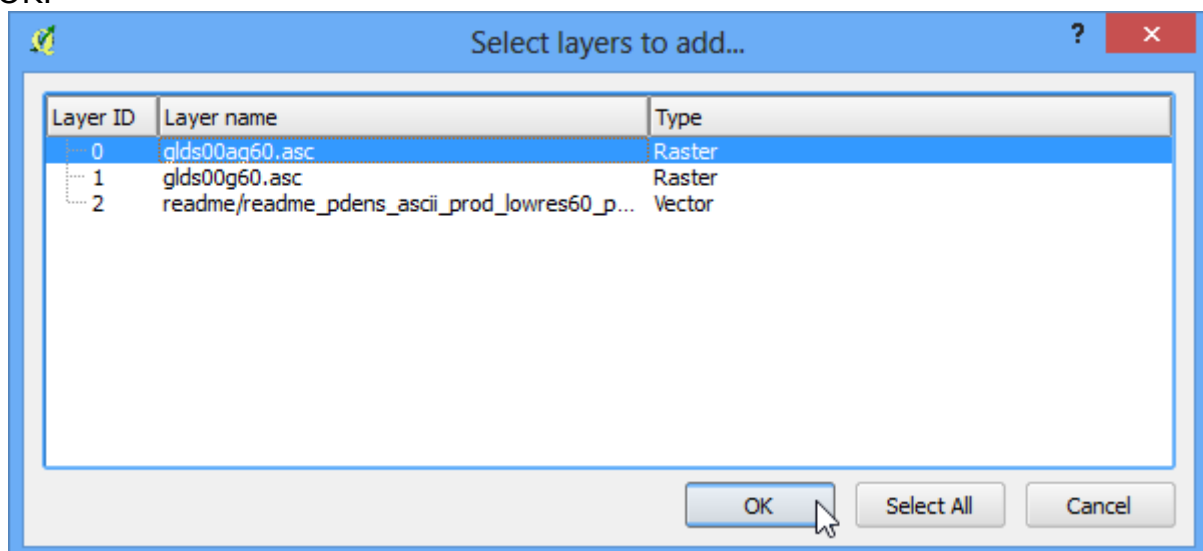 OK.
Select layers to add...
? ×
Layer ID Layer name Type
0 glds00ag60.asc Raster
1 glds00g60.asc Raster
2 readme/readme_pdens_ascii_prod_lowres60_p... Vector
OK Select All Cancel